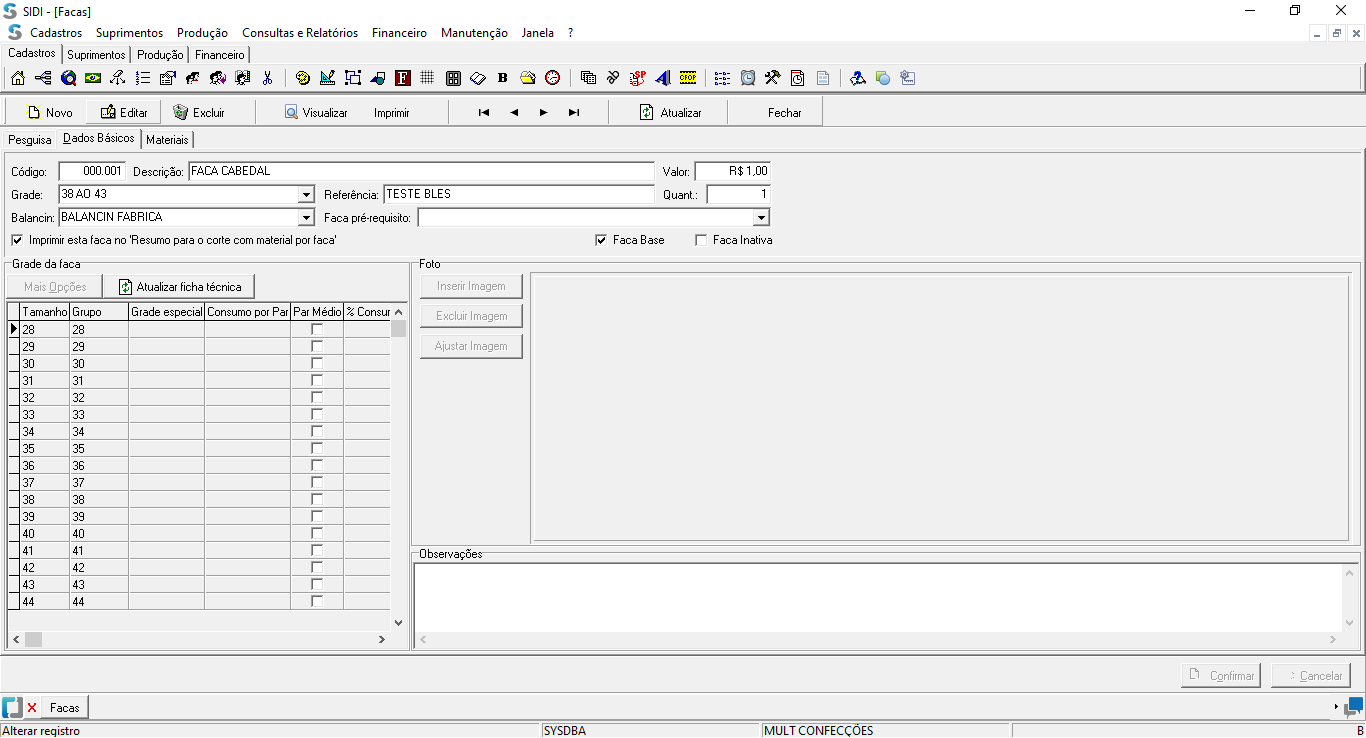 SIDI - [Facas]
Cadastros Suprimentos Produção Consultas e Relatórios Financeiro Manutenção Janela ?
Cadastros Suprimentos Produção Financeiro
F B SP CFOP
Novo Editar Excluir Visualizar Imprimir Atualizar Fechar
Pesquisa Dados Básicos Materiais
Código: 000.001 Descrição: FACA CABEDAL Valor: R$ 1,00
Grade: 38 AO 43 Referência: TESTE BLES Quant.: 1
Balancin: BALANCIN FABRICA Faca pré-requisito:
Imprimir esta faca no 'Resumo para o corte com material por faca' Faca Base Faca Inativa
Grade da faca Foto
Mais Opções Atualizar ficha técnica Inserir Imagem
Tamanho Grupo Grade especial Consumo por Par Par Médio % Consur Excluir Imagem
28 28
29 29 Ajustar Imagem
30 30
31 31
32 32
33 33
34 34
35 35
36 36
37 37
38 38
39 39
40 40
41 41
42 42
43 43
44 44
Observações
Confirmar Cancelar
Facas
Alterar registro SYSDBA MULT CONFECÇÕES B